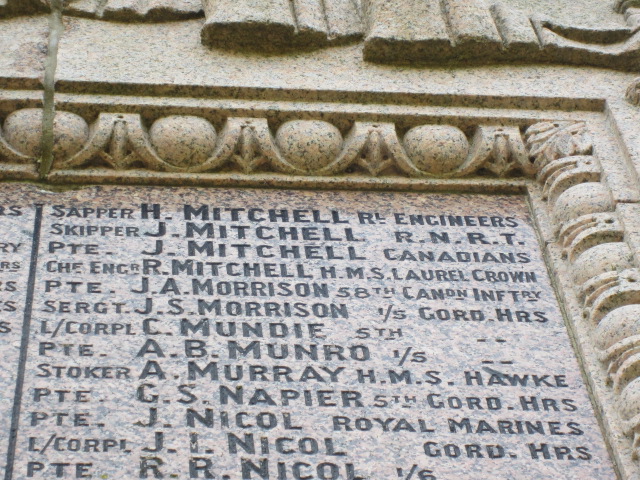 SAPPER H. MITCHELL RL. ENGINEERS
SKIPPER J. MITCHELL R.N.R.T.
PTE. J. MITCHELL CANADIANS
CHF. ENGR R. MITCHELL H.M.S. LAUREL CROWN
PTE. J.A. MORRISON 58TH CANDN INFTRY
SERGT. J.S. MORRISON 1/5 GORD. HRS
L/CORPL C. MUNDIE 5TH --
PTE. A.B. MUNRO 1/5 --
STOKER A. MURRAY H.M.S. HAWKE
PTE. G.S. NAPIER 5TH GORD. HRS
PTE. J. NICOL ROYAL MARINES
L/CORPL J.I. NICOL GORD. HRS
PTE. R.R. NICOL 1/5